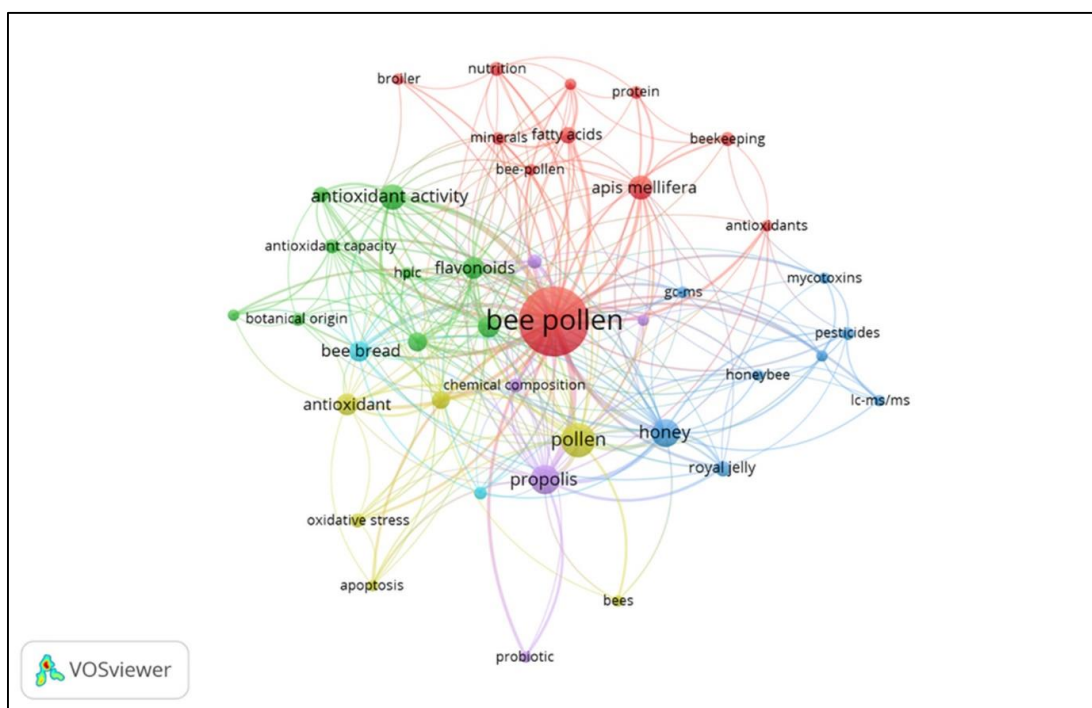 nutrition
broiler
protein
minerals
fatty acids
beekeeping
bee-pollen
apis mellifera
antioxidant activity
antioxidants
antioxidant capacity
flavonoids
hplc
mycotoxins
gc-ms
botanical origin
bee pollen
pesticides
bee bread
honeybee
chemical composition
lc-ms/ms
antioxidant
pollen
honey
royal jelly
propolis
oxidative stress
apoptosis
bees
probiotic
VOSviewer